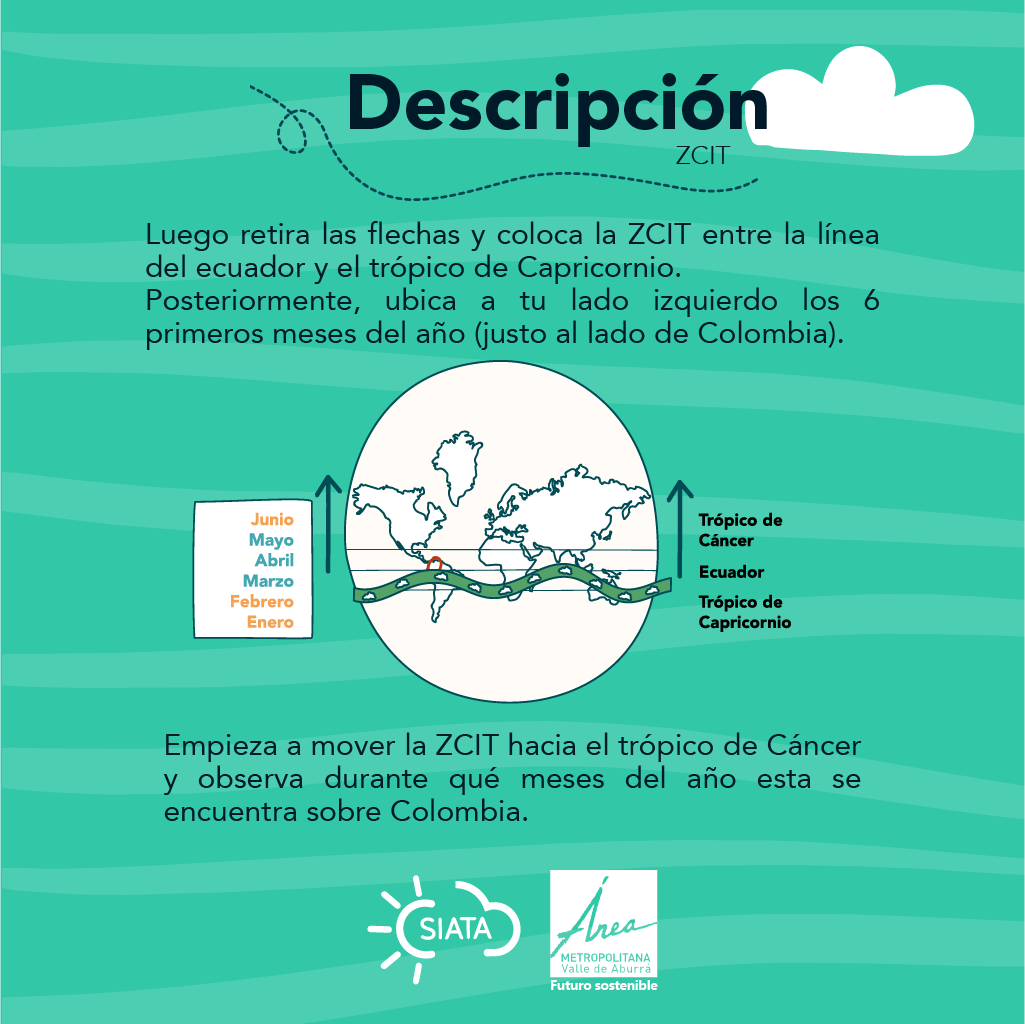 Descripción
ZCIT
Luego retira las flechas y coloca la ZCIT entre la línea
del ecuador y el trópico de Capricornio.
Posteriormente, ubica a tu lado izquierdo los 6
primeros meses del año (justo al lado de Colombia).
Junio
Mayo
Abril
Marzo
Febrero
Enero
Trópico de
Cáncer
Ecuador
Trópico de
Capricornio
Empieza a mover la ZCIT hacia el trópico de Cáncer
y observa durante qué meses del año esta se
encuentra sobre Colombia.
SIATA
Área
METROPOLITANA
Valle de Aburrá
Futuro sostenible